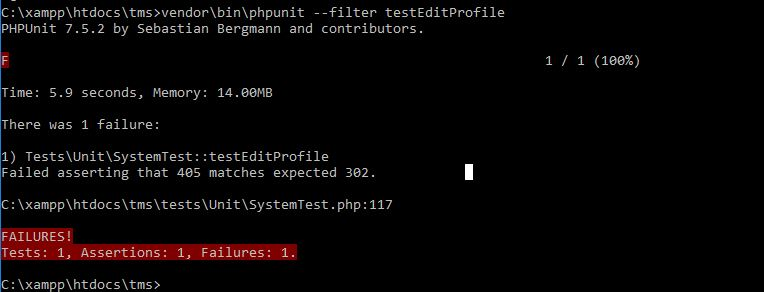 C:\xampp\htdocs\tms>vendor\bin\phpunit --filter testEditProfile
PHPUnit 7.5.2 by Sebastian Bergmann and contributors.
F 1 / 1 (100%)
Time: 5.9 seconds, Memory: 14.00MB
There was 1 failure:
1) Tests\Unit\SystemTest::testEditProfile
Failed asserting that 405 matches expected 302.
C:\xampp\htdocs\tms\tests\Unit\SystemTest.php:117
FAILURES!
Tests: 1, Assertions: 1, Failures: 1.
C:\xampp\htdocs\tms>